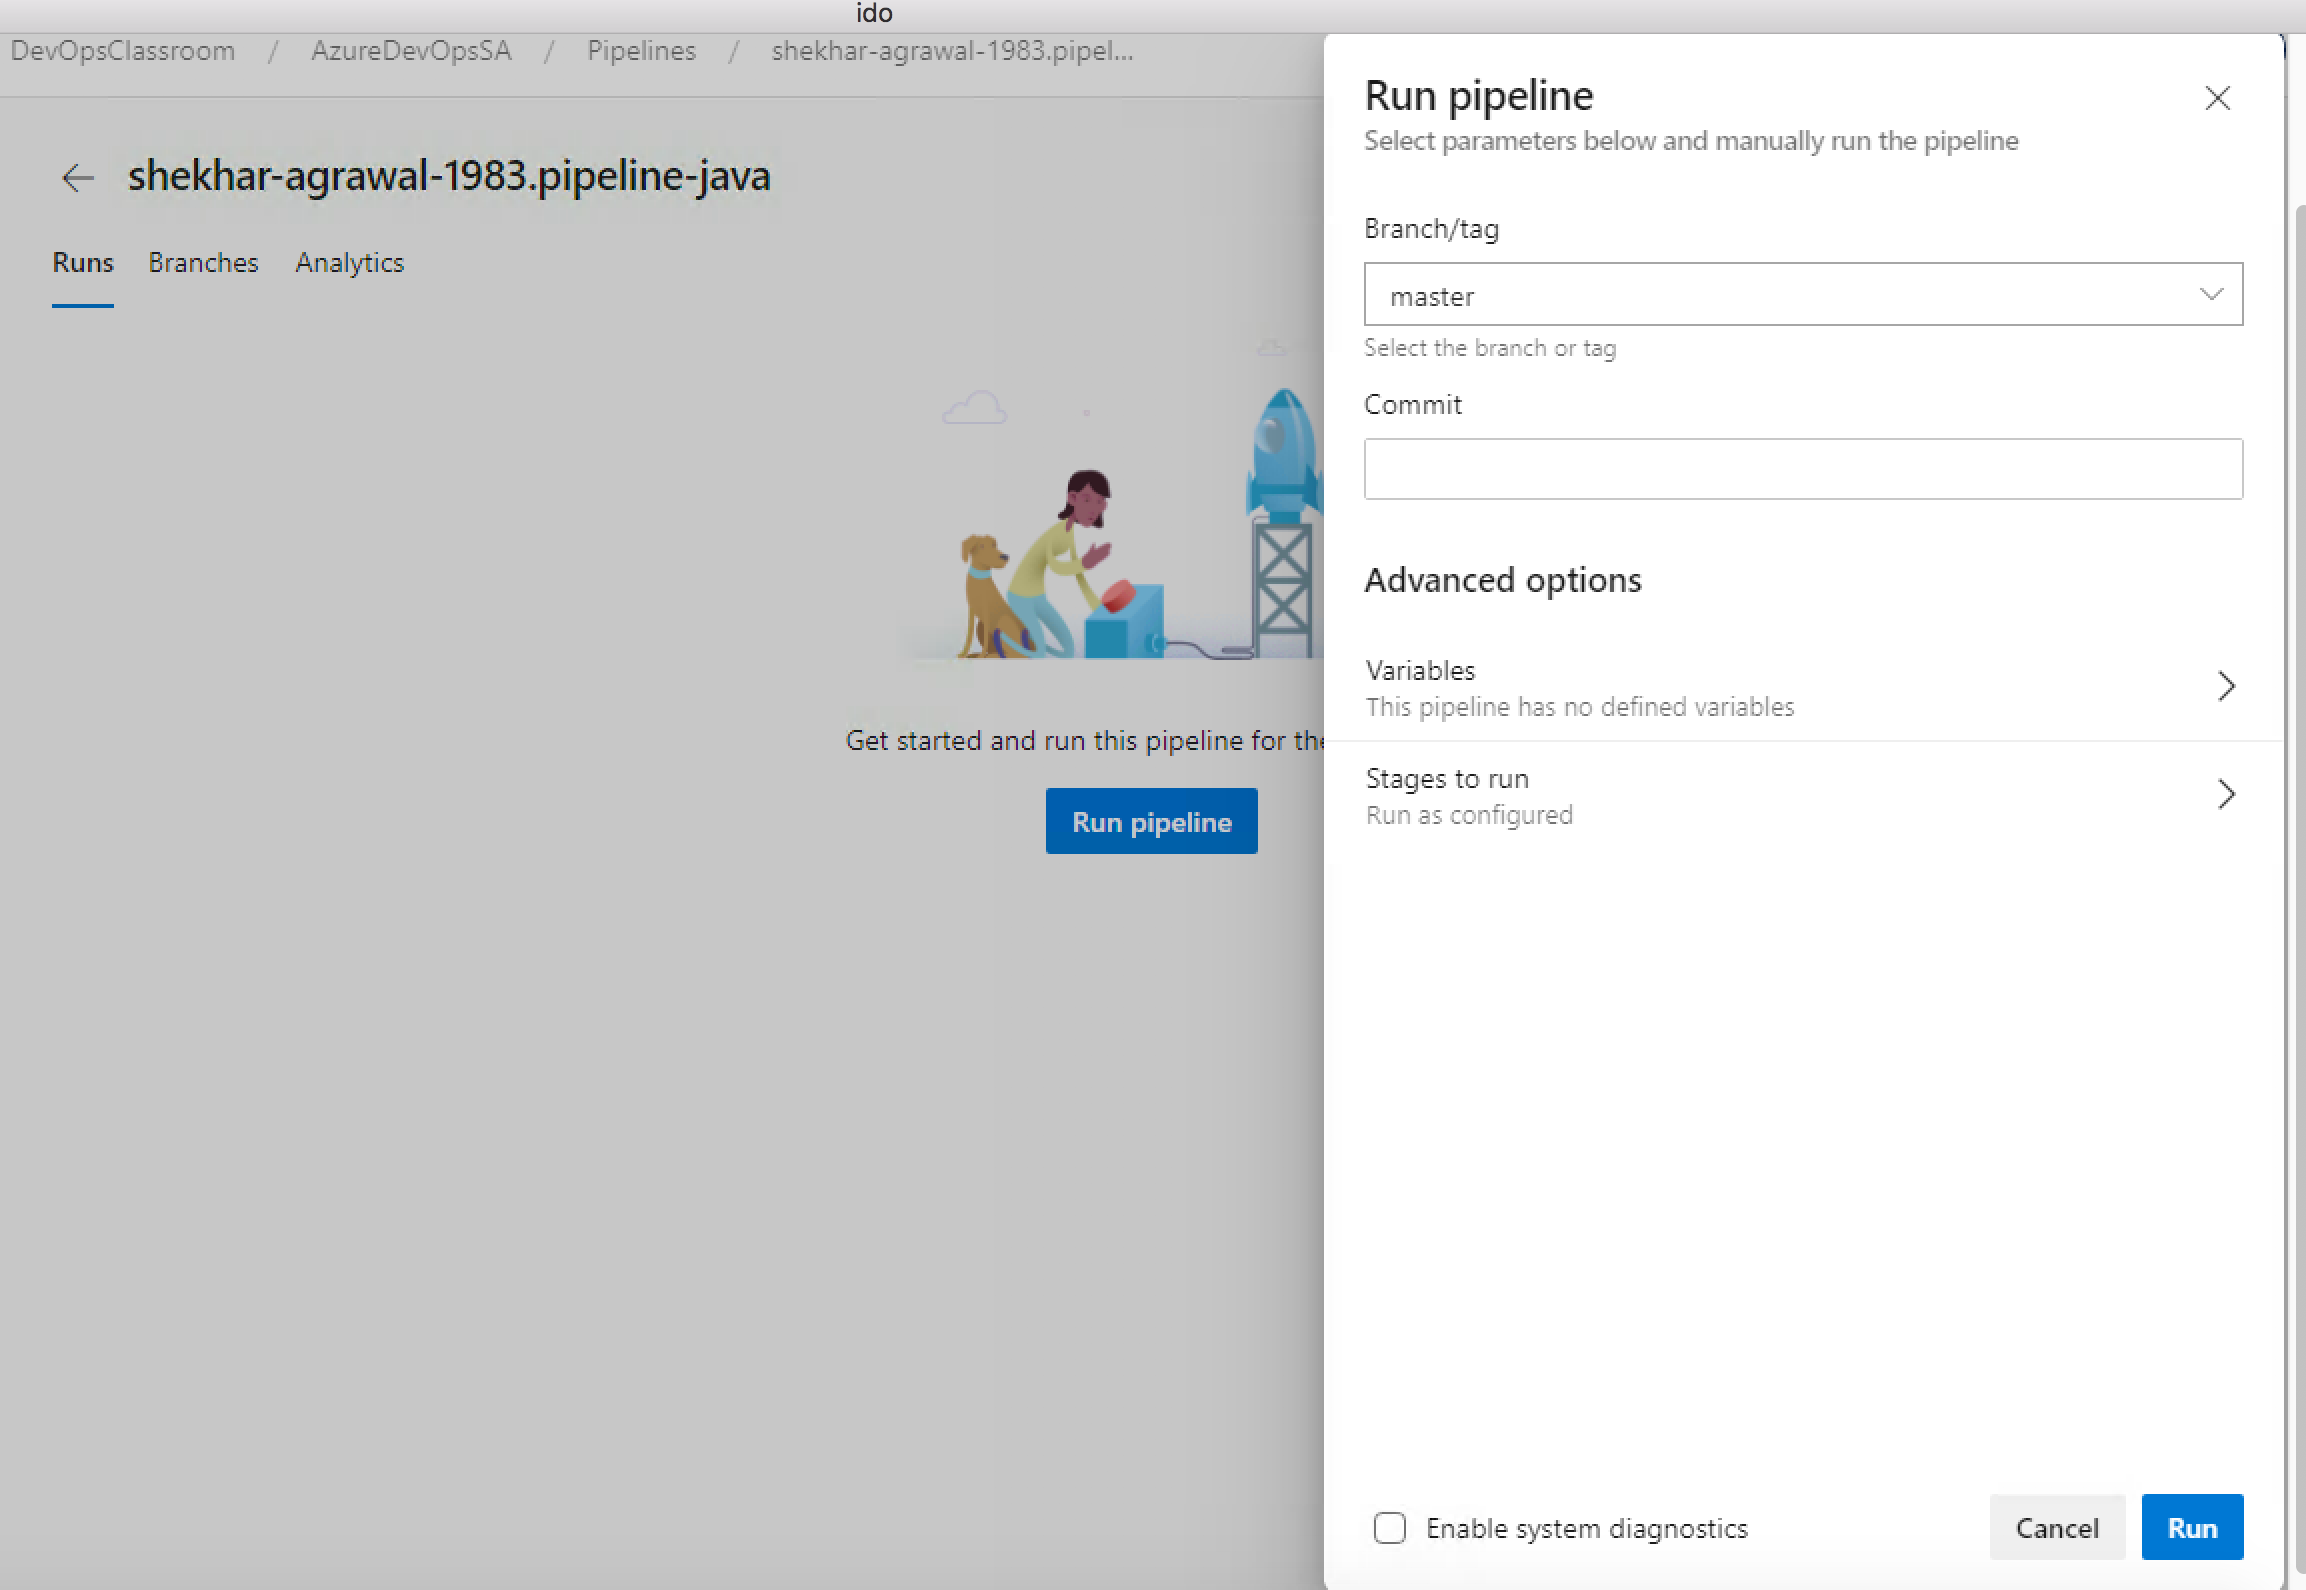 ido
DevOpsClassroom / AzureDevOpsSA / Pipelines / shekhar-agrawal-1983.pipel...
shekhar-agrawal-1983.pipeline-java
Runs Branches Analytics
Get started and run this pipeline for the
Run pipeline
Run pipeline
Select parameters below and manually run the pipeline
Branch/tag
master
Select the branch or tag
Commit
Advanced options
Variables
This pipeline has no defined variables
Stages to run
Run as configured
Enable system diagnostics
Cancel
Run